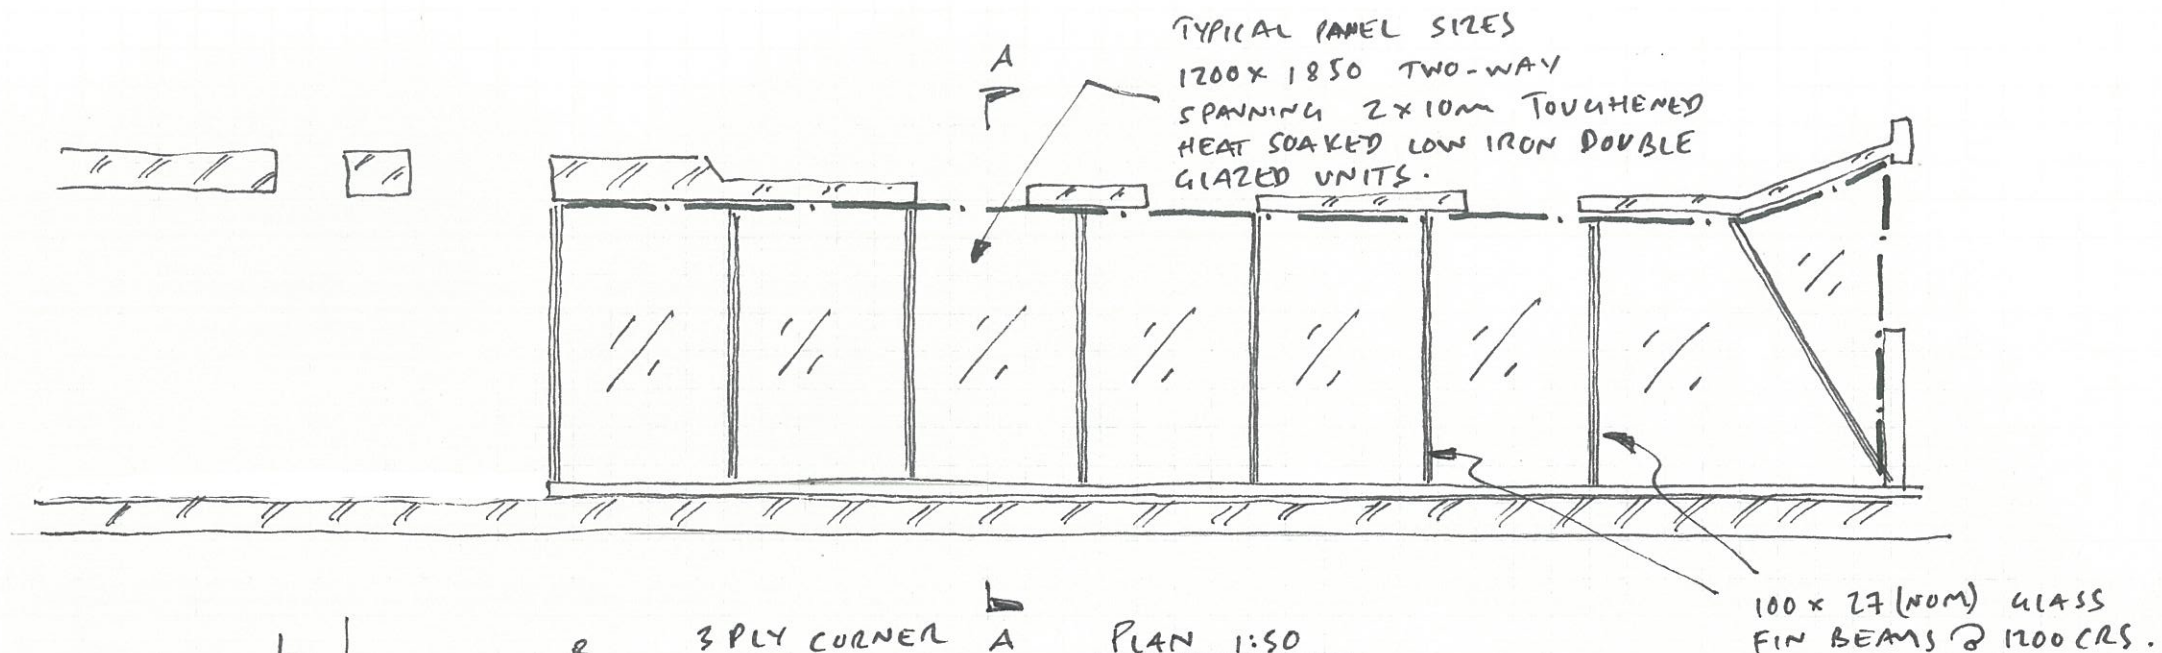 TYPICAL PANEL SIZES
1200 x 1850 TWO-WAY
SPANNING 2 x 10mm TOUGHENED
HEAT SOAKED LOW IRON DOUBLE
GLAZED UNITS.
A
100 x 27 (NOM) GLASS
FIN BEAMS @ 1200 CRS.
3 PLY CORNER
A
PLAN 1:50